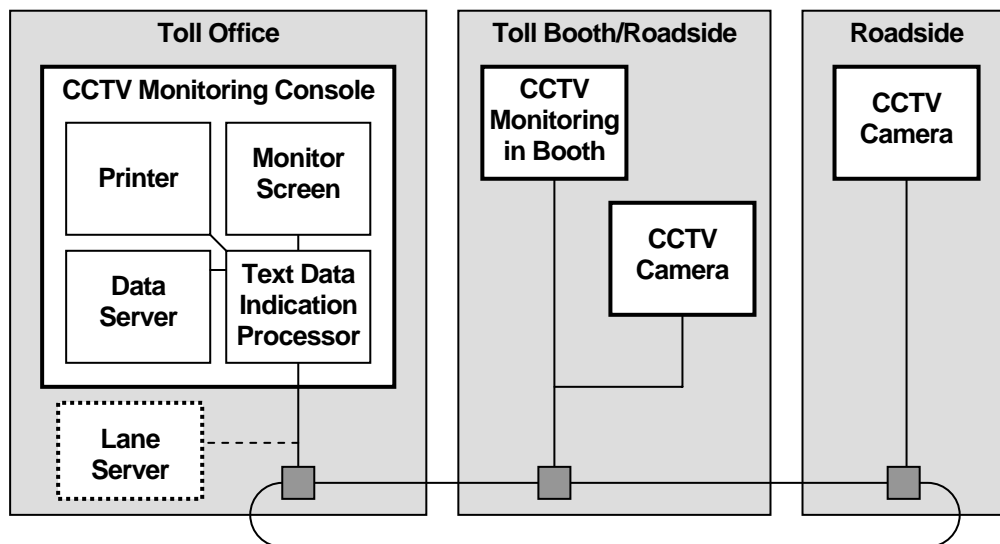 Toll Office
CCTV Monitoring Console
Printer
Monitor
Screen
Data
Server
Text Data
Indication
Processor
Lane
Server
Toll Booth/Roadside
CCTV
Monitoring
in Booth
CCTV
Camera
Roadside
CCTV
Camera